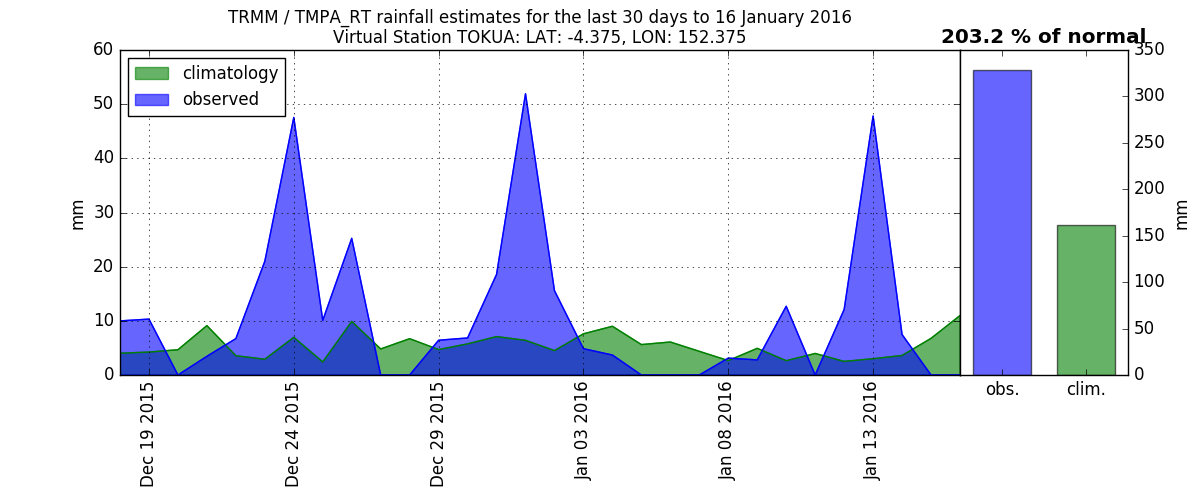 TRMM / TMPA_RT rainfall estimates for the last 30 days to 16 January 2016
Virtual Station TOKUA: LAT: -4.375, LON: 152.375
203.2 % of normal
climatology
observed
60
50
40
30
20
10
0
mm
Dec 19 2015
Dec 24 2015
Dec 29 2015
Jan 03 2016
Jan 08 2016
Jan 13 2016
350
300
250
200
150
100
50
0
mm
obs.
clim.